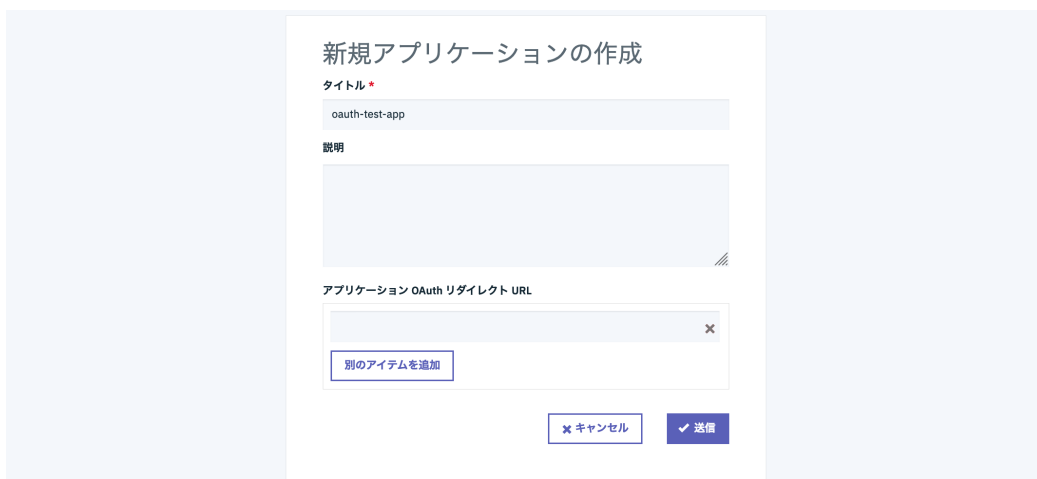 新規アプリケーションの作成
タイトル *
oauth-test-app
説明
アプリケーション OAuth リダイレクト URL
別のアイテムを追加
キャンセル
送信